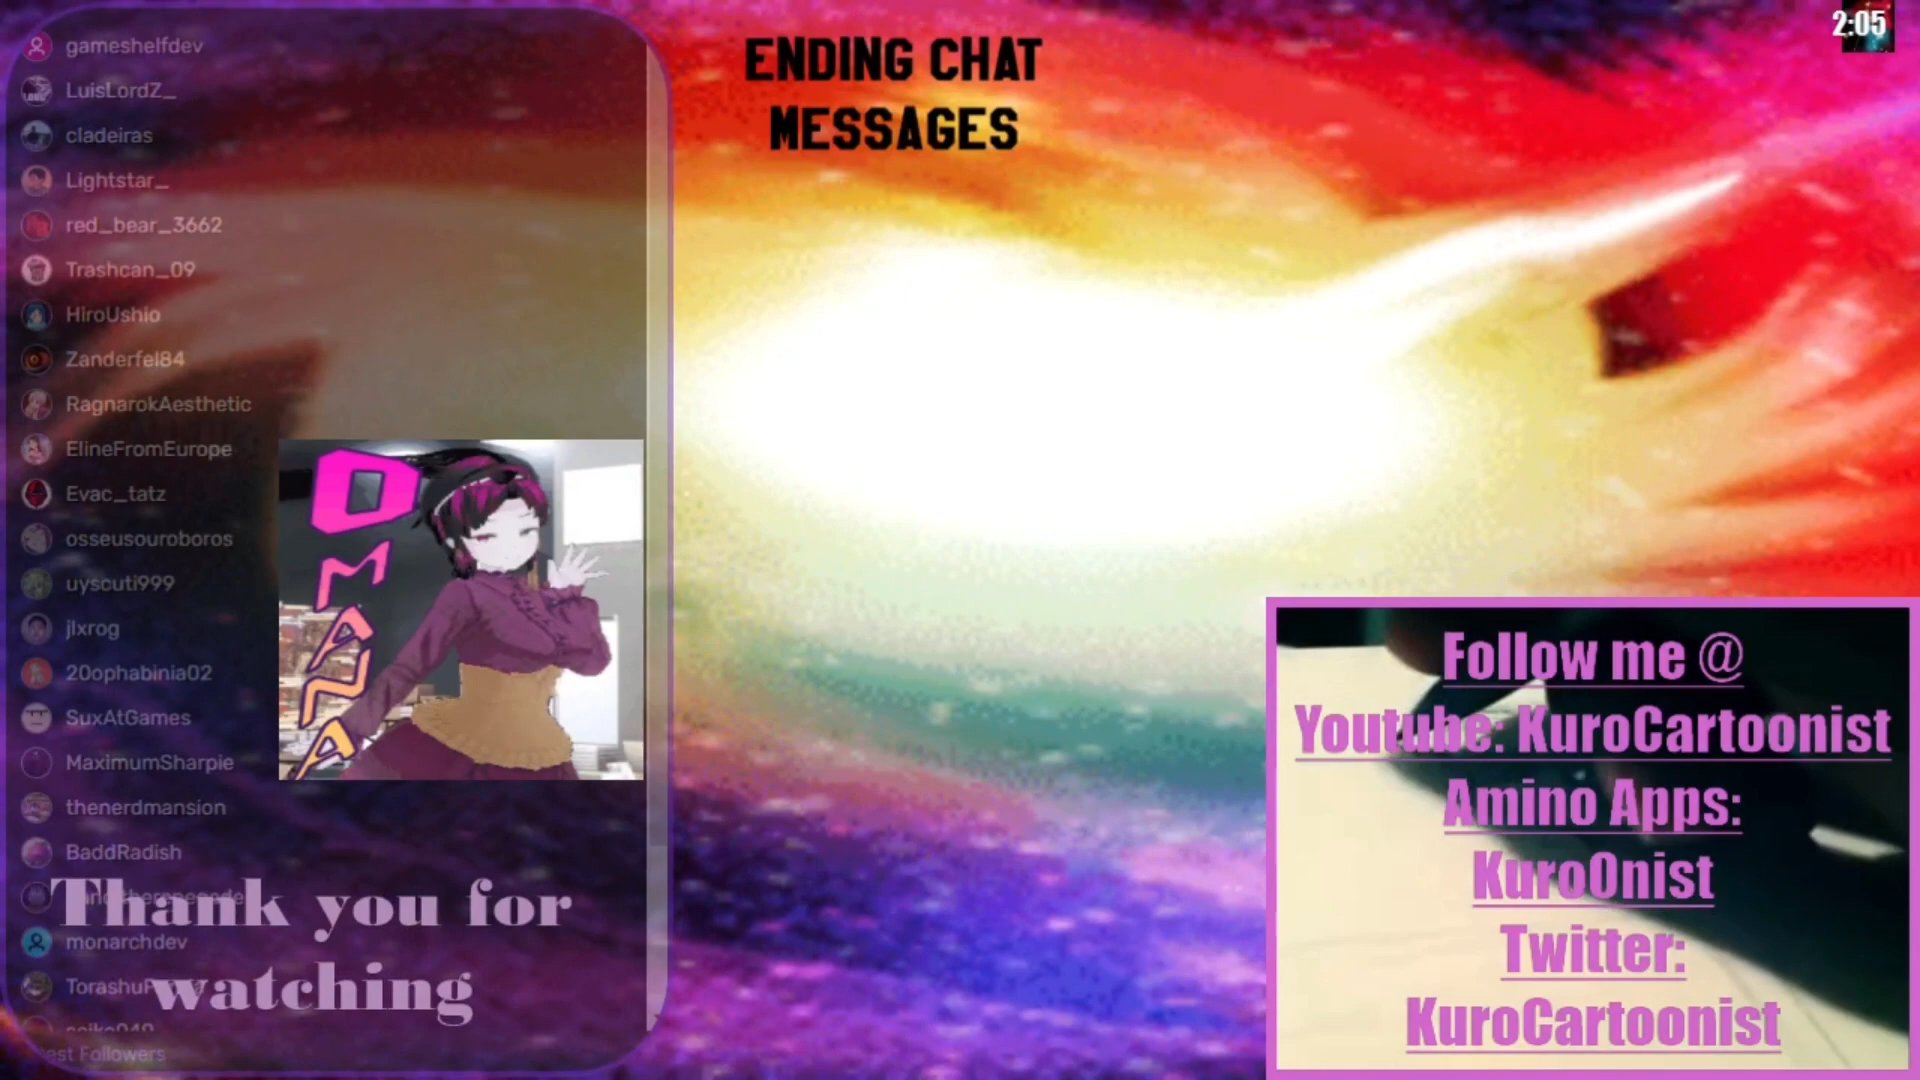 gameshelfdev
LuisLordZ_
cladeiras
Lightstar_
red_bear_3662
Trashcan_09
HiroUshio
Zanderfel84
RagnarokAesthetic
ElineFromEurope
Evac_tatz
osseusouroboros
uyscuti999
jlxrog
20ophabinia02
SuxAtGames
MaximumSharpie
thenerdmansion
BaddRadish
monarchdev
Followers
Thank you for
watching
OMANA
ENDING CHAT
MESSAGES
2:05
Follow me @
Youtube: KuroCartoonist
Amino Apps:
KuroOnist
Twitter:
KuroCartoonist